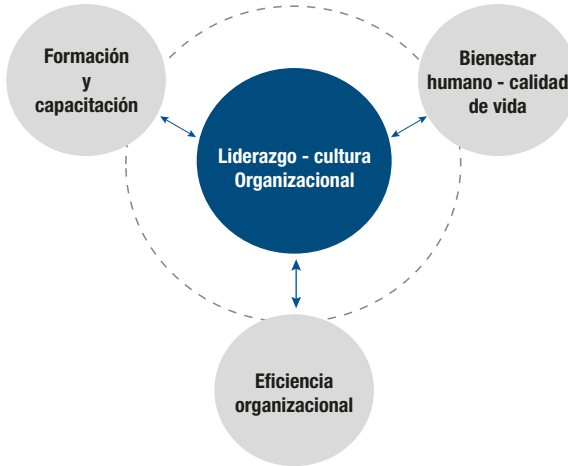 Formación
y
capacitación
Bienestar
humano - calidad
de vida
Liderazgo - cultura
Organizacional
Eficiencia
organizacional